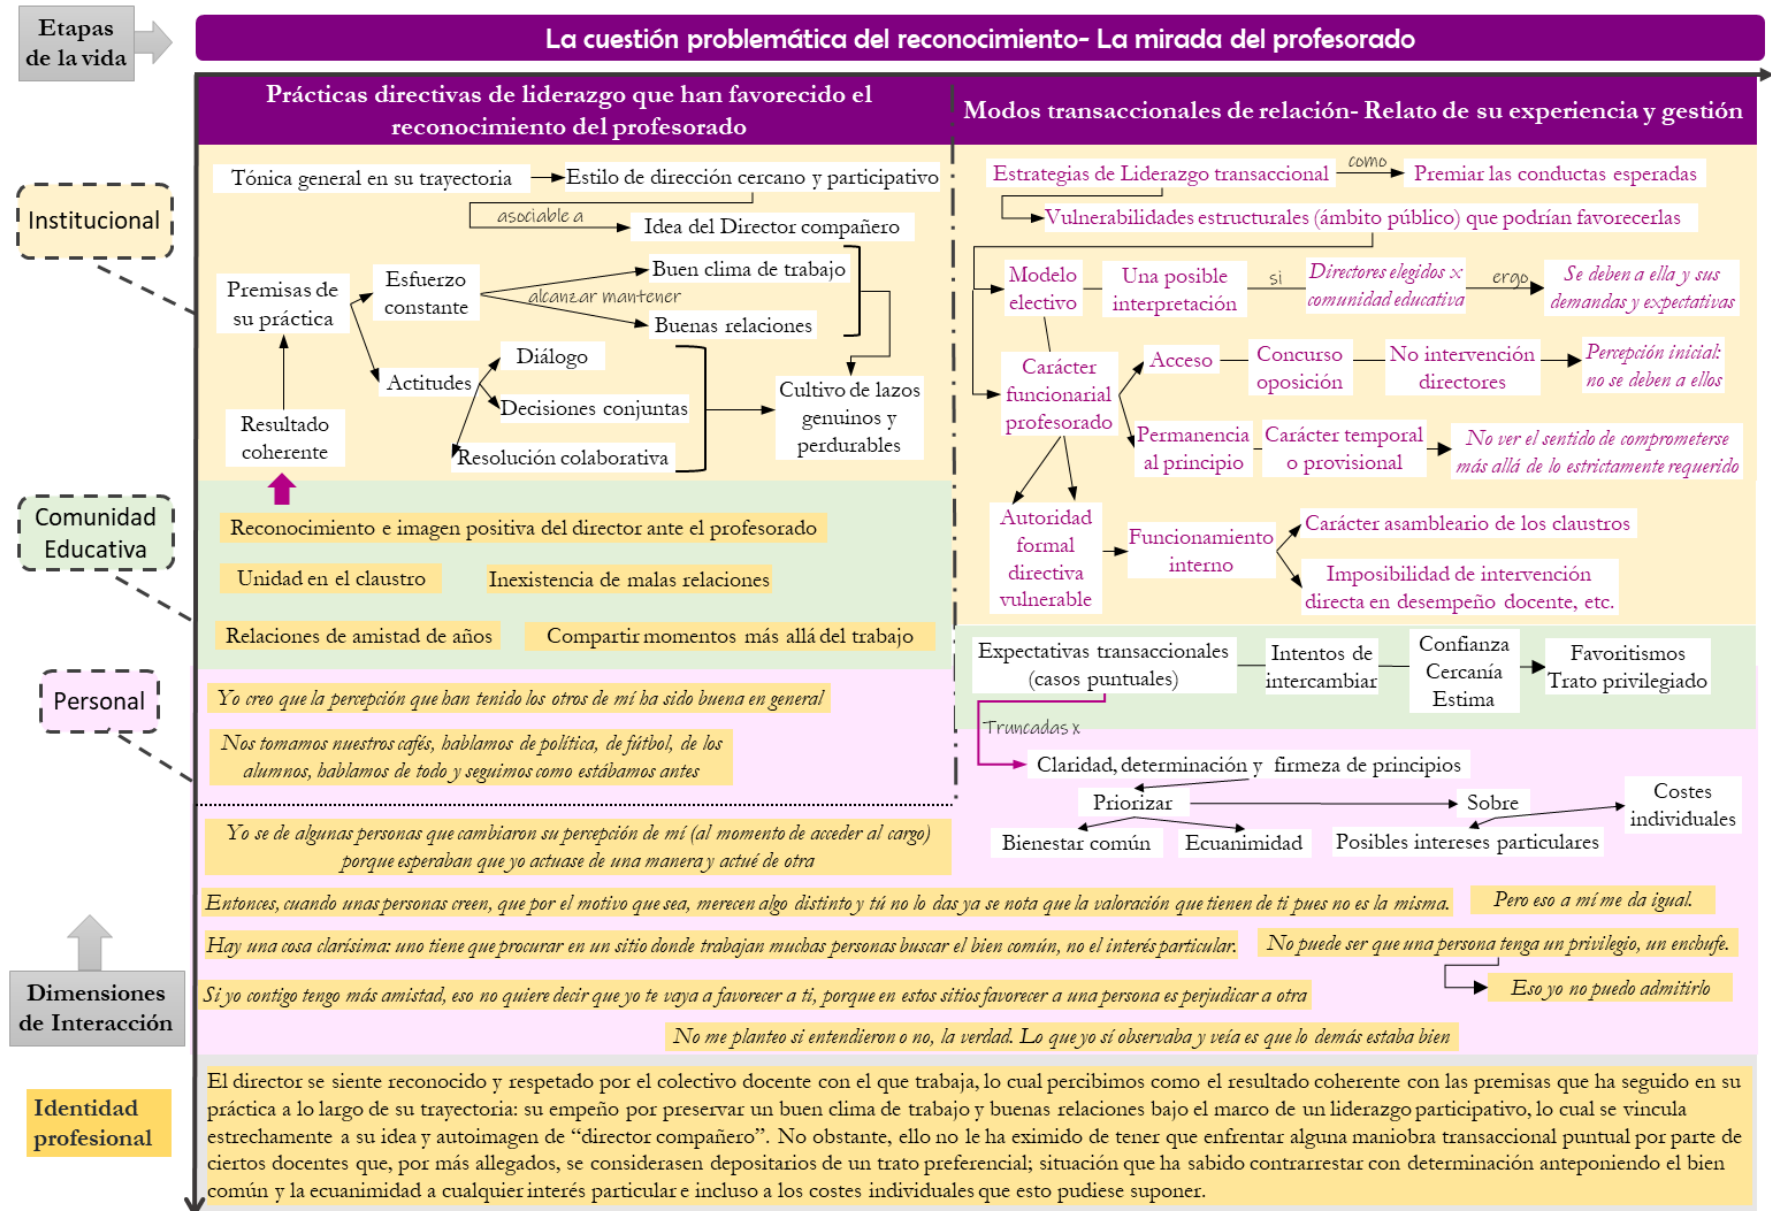 Etapas
de la vida
La cuestión problemática del reconocimiento- La mirada del profesorado
Prácticas directivas de liderazgo que han favorecido el
reconocimiento del profesorado
Modos transaccionales de relación- Relato de su experiencia y gestión
Institucional
Tónica general en su trayectoria
Estilo de dirección cercano y participativo
asociable a
Idea del Director compañero
Premisas de
su práctica
Esfuerzo
constante
alcanzar mantener
Buen clima de trabajo
Buenas relaciones
Actitudes
Diálogo
Decisiones conjuntas
Resolución colaborativa
Cultivo de lazos
genuinos y
perdurables
Resultado
coherente
Estrategias de Liderazgo transaccional
como
Premiar las conductas esperadas
Vulnerabilidades estructurales (ámbito público) que podrían favorecerlas
Modelo
electivo
Una posible
interpretación
si
Directores elegidos x
comunidad educativa
ergo
Se deben a ella y sus
demandas y expectativas
Carácter
funcionarial
profesorado
Acceso
Concurso
oposición
No intervención
directores
Percepción inicial:
no se deben a ellos
Permanencia
al principio
Carácter temporal
o provisional
No ver el sentido de comprometerse
más allá de lo estrictamente requerido
Autoridad
formal
directiva
vulnerable
Funcionamiento
interno
Carácter asambleario de los claustros
Imposibilidad de intervención
directa en desempeño docente, etc.
Comunidad
Educativa
Reconocimiento e imagen positiva del director ante el profesorado
Unidad en el claustro
Inexistencia de malas relaciones
Relaciones de amistad de años
Compartir momentos más allá del trabajo
Expectativas transaccionales
(casos puntuales)
Intentos de
intercambiar
Confianza
Cercanía
Estima
Favoritismos
Trato privilegiado
Truncadas x
Personal
Yo creo que la percepción que han tenido los otros de mí ha sido buena en general
Nos tomamos nuestros cafés, hablamos de política, de fútbol, de los
alumnos, hablamos de todo y seguimos como estábamos antes
Claridad, determinación y firmeza de principios
Priorizar
Sobre
Costes
individuales
Bienestar común
Ecuanimidad
Posibles intereses particulares
Yo se de algunas personas que cambiaron su percepción de mí (al momento de acceder al cargo)
porque esperaban que yo actuase de una manera y actué de otra
Entonces, cuando unas personas creen, que por el motivo que sea, merecen algo distinto y tú no lo das ya se nota que la valoración que tienen de ti pues no es la misma.
Pero eso a mí me da igual.
Hay una cosa clarísima: uno tiene que procurar en un sitio donde trabajan muchas personas buscar el bien común, no el interés particular.
No puede ser que una persona tenga un privilegio, un enchufe.
Si yo contigo tengo más amistad, eso no quiere decir que yo te vaya a favorecer a ti, porque en estos sitios favorecer a una persona es perjudicar a otra
Eso yo no puedo admitirlo
No me planteo si entendieron o no, la verdad. Lo que yo sí observaba y veía es que lo demás estaba bien
Dimensiones
de Interacción
Identidad
profesional
El director se siente reconocido y respetado por el colectivo docente con el que trabaja, lo cual percibimos como el resultado coherente con las premisas que ha seguido en su
práctica a lo largo de su trayectoria: su empeño por preservar un buen clima de trabajo y buenas relaciones bajo el marco de un liderazgo participativo, lo cual se vincula
estrechamente a su idea y autoimagen de “director compañero”. No obstante, ello no le ha eximido de tener que enfrentar alguna maniobra transaccional puntual por parte de
ciertos docentes que, por más allegados, se considerasen depositarios de un trato preferencial; situación que ha sabido contrarrestar con determinación anteponiendo el bien
común y la ecuanimidad a cualquier interés particular e incluso a los costes individuales que esto pudiese suponer.